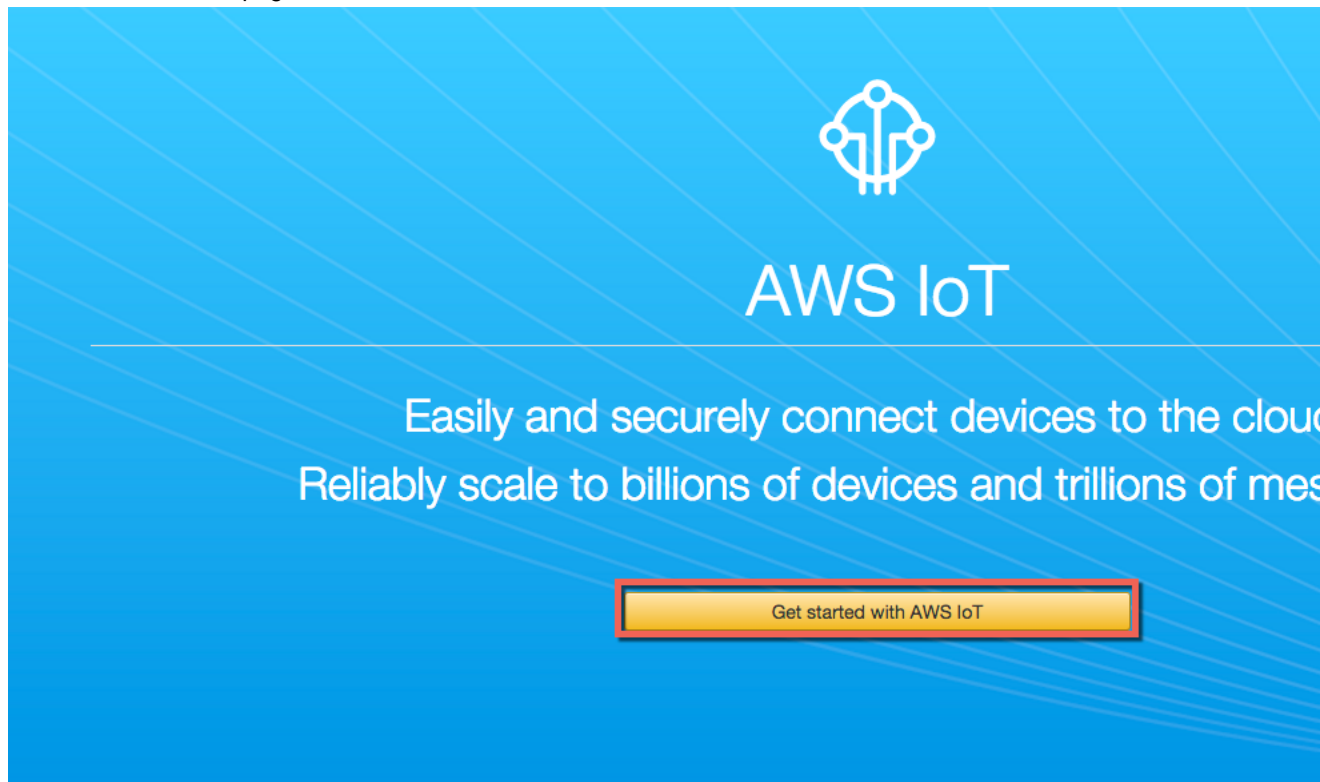 AWS IoT
Easily and securely connect devices to the clou
Reliably scale to billions of devices and trillions of mes
Get started with AWS IoT